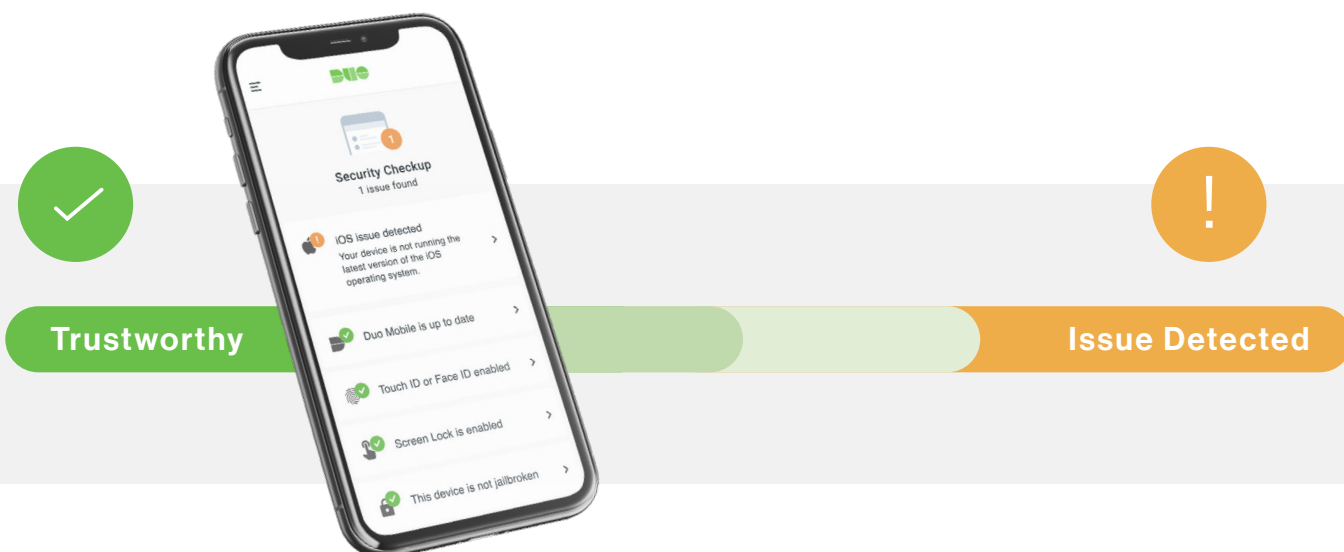 DUO
1
Security Checkup
1 issue found
!
iOS issue detected
Your device is not running the
latest version of the iOS
operating system.
Duo Mobile is up to date
Touch ID or Face ID enabled
Screen Lock is enabled
This device is not jailbroken
Trustworthy
!
Issue Detected